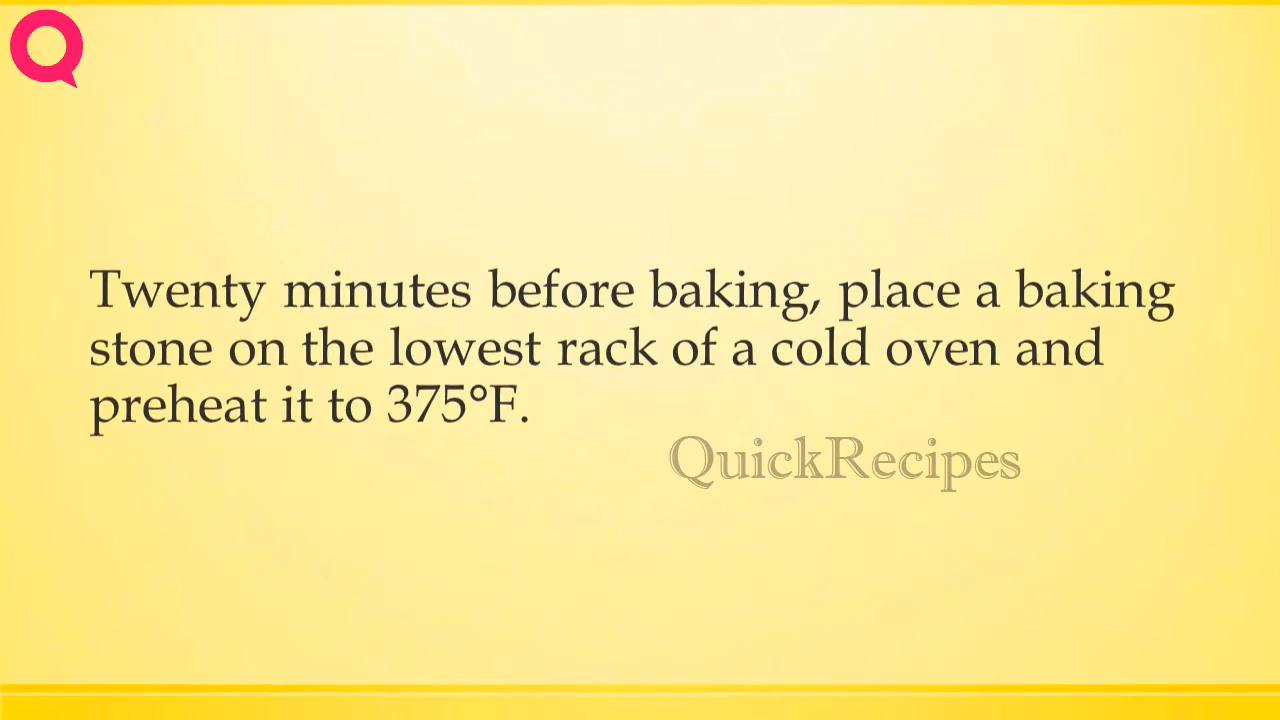 Twenty minutes before baking, place a baking
stone on the lowest rack of a cold oven and
preheat it to 375°F.
QuickRecipes